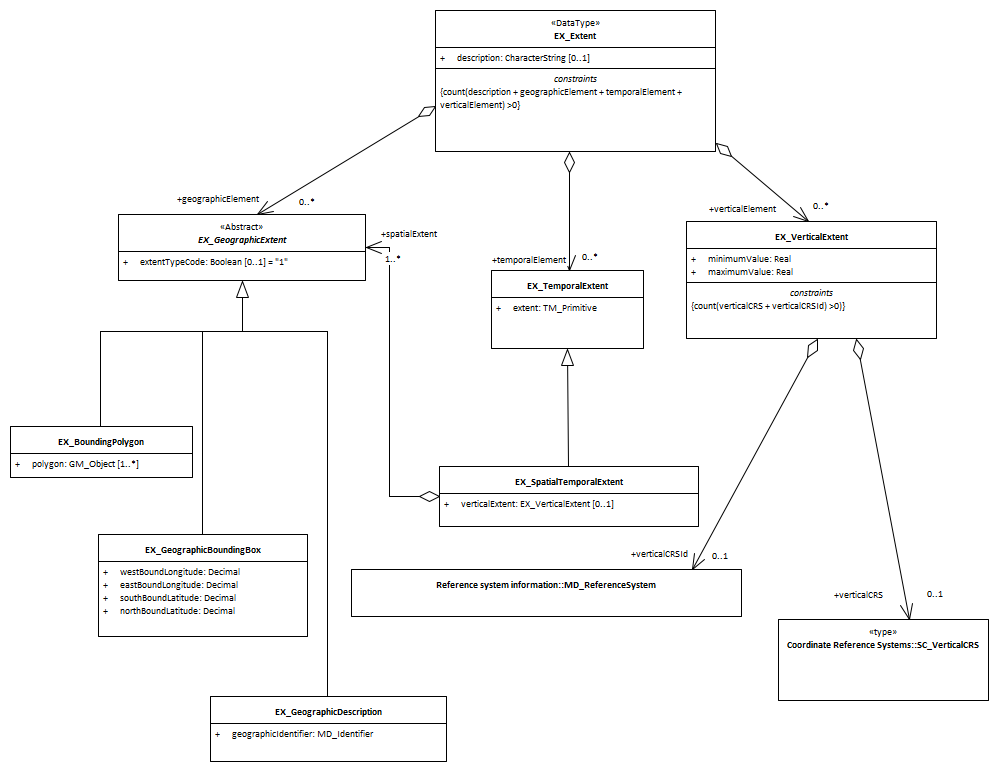 «DataType»
EX_Extent
+ description: CharacterString [0..1]
constraints
{count(description + geographicElement + temporalElement +
verticalElement) >0}
+geographicElement
0..*
«Abstract»
EX_GeographicExtent
+ extentTypeCode: Boolean [0..1] = "1"
+spatialExtent
1..*
+temporalElement
0..*
EX_TemporalExtent
+ extent: TM_Primitive
+verticalElement
0..*
EX_VerticalExtent
+ minimumValue: Real
+ maximumValue: Real
constraints
{count(verticalCRS + verticalCRSId) >0)}
EX_BoundingPolygon
+ polygon: GM_Object [1..*]
EX_SpatialTemporalExtent
+ verticalExtent: EX_VerticalExtent [0..1]
EX_GeographicBoundingBox
+ westBoundLongitude: Decimal
+ eastBoundLongitude: Decimal
+ southBoundLatitude: Decimal
+ northBoundLatitude: Decimal
+verticalCRSId
0..1
Reference system information::MD_ReferenceSystem
+verticalCRS
0..1
«type»
Coordinate Reference Systems::SC_VerticalCRS
EX_GeographicDescription
+ geographicIdentifier: MD_Identifier